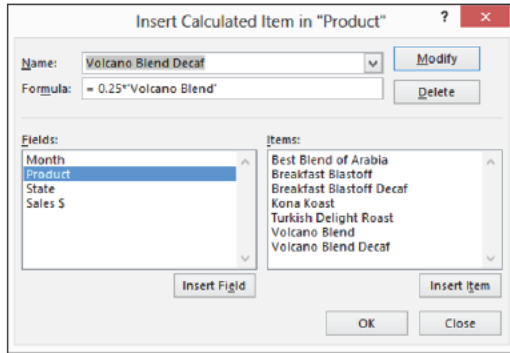 Insert Calculated Item in "Product"
? ×
Name: Volcano Blend Decaf Modify
Formula: = 0.25*'Volcano Blend' Delete
Fields: Items:
Month Best Blend of Arabia
Product Breakfast Blastoff
State Breakfast Blastoff Decaf
Sales $ Kona Koast
Turkish Delight Roast
Volcano Blend
Volcano Blend Decaf
Insert Field Insert Item
OK Close